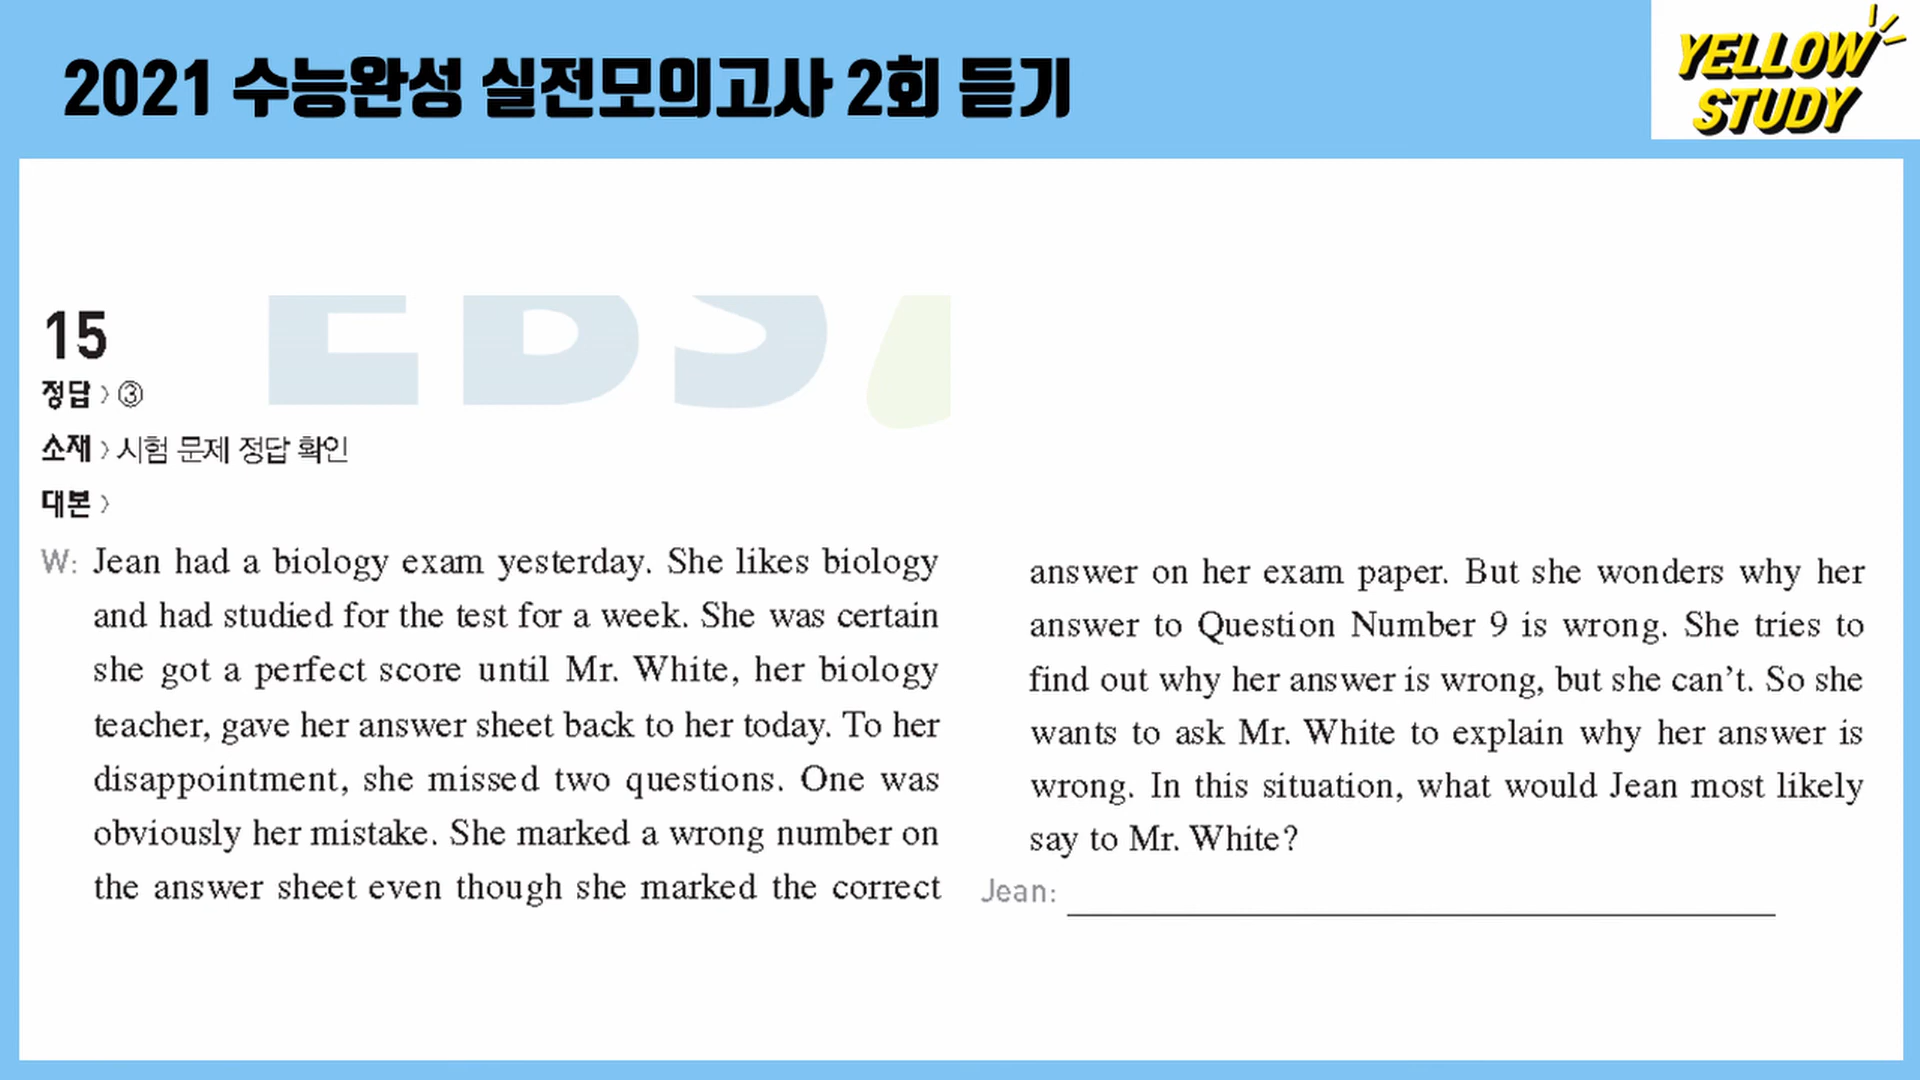 2021 수능완성 실전모의고사 2회 듣기
YELLOW
STUDY
EBS
15
정답 > ③
소재 > 시험 문제 정답 확인
대본 >
W: Jean had a biology exam yesterday. She likes biology
and had studied for the test for a week. She was certain
she got a perfect score until Mr. White, her biology
teacher, gave her answer sheet back to her today. To her
disappointment, she missed two questions. One was
obviously her mistake. She marked a wrong number on
the answer sheet even though she marked the correct
answer on her exam paper. But she wonders why her
answer to Question Number 9 is wrong. She tries to
find out why her answer is wrong, but she can't. So she
wants to ask Mr. White to explain why her answer is
wrong. In this situation, what would Jean most likely
say to Mr. White?
Jean: